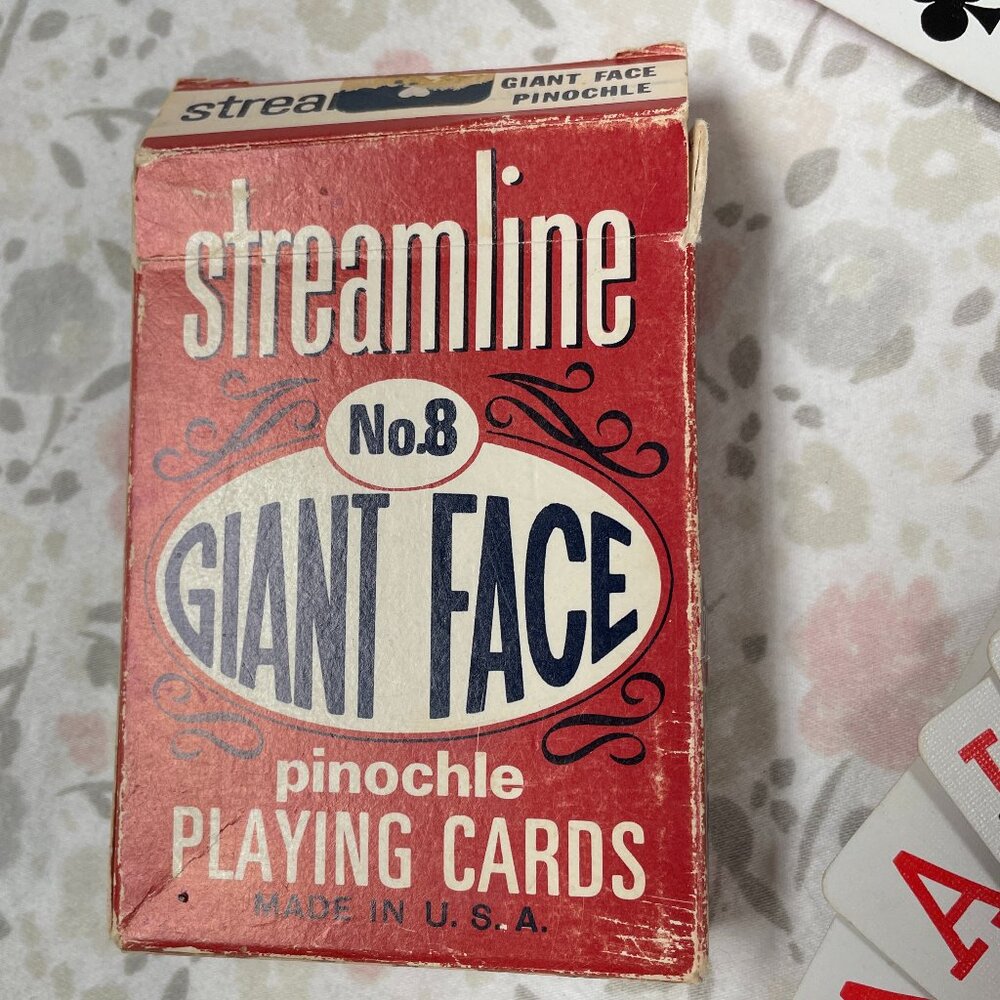 strea
GIANT FACE
PINOCHLE
streamline
No.8
GIANT FACE
pinochle
PLAYING CARDS
MADE IN U.S.A.
A